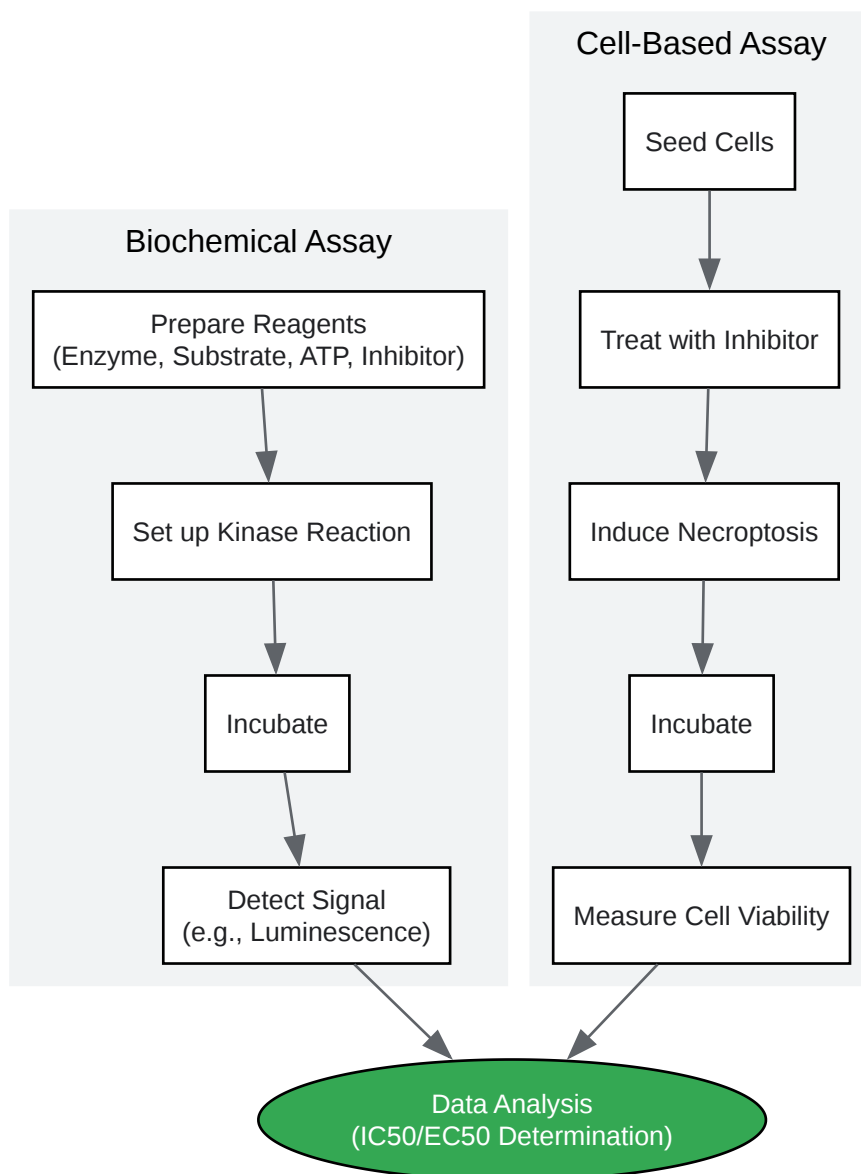 Cell-Based Assay
Seed Cells
Treat with Inhibitor
Induce Necroptosis
Incubate
Measure Cell Viability
Biochemical Assay
Prepare Reagents
(Enzyme, Substrate, ATP, Inhibitor)
Set up Kinase Reaction
Incubate
Detect Signal
(e.g., Luminescence)
Data Analysis
(IC50/EC50 Determination)